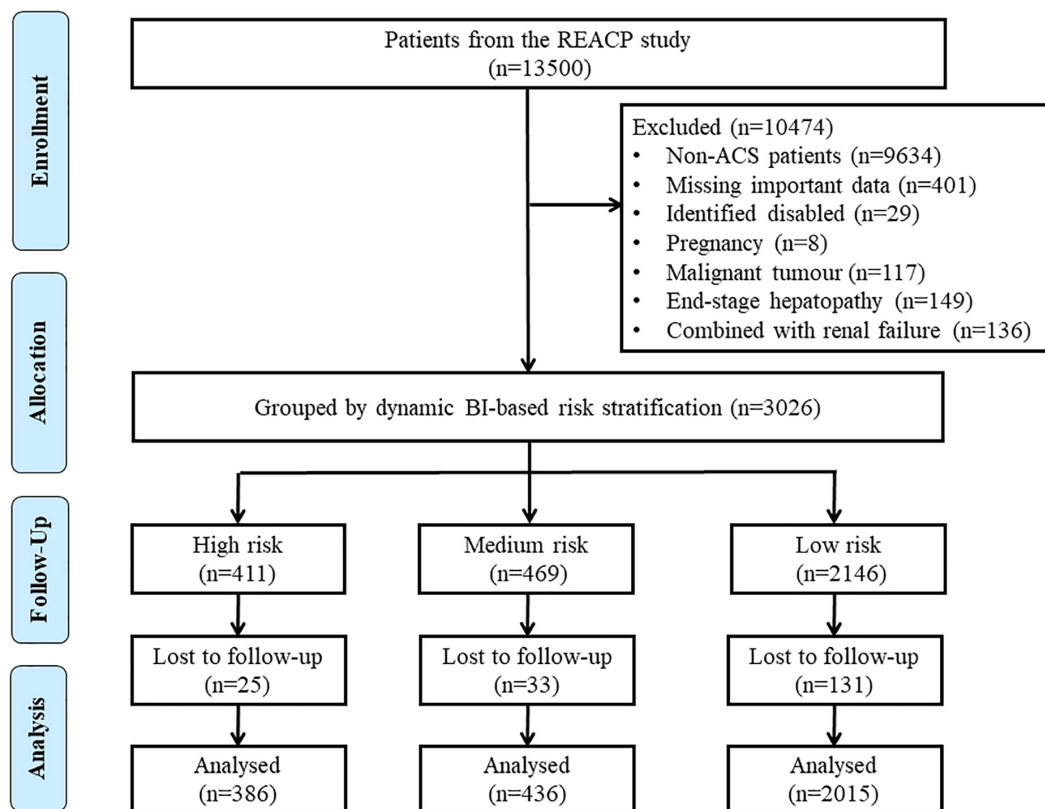 Enrollment
Patients from the REACP study
(n=13500)
Excluded (n=10474)
• Non-ACS patients (n=9634)
• Missing important data (n=401)
• Identified disabled (n=29)
• Pregnancy (n=8)
• Malignant tumour (n=117)
• End-stage hepatopathy (n=149)
• Combined with renal failure (n=136)
Allocation
Grouped by dynamic BI-based risk stratification (n=3026)
Follow-Up
High risk
(n=411)
Medium risk
(n=469)
Low risk
(n=2146)
Lost to follow-up
(n=25)
Lost to follow-up
(n=33)
Lost to follow-up
(n=131)
Analysis
Analysed
(n=386)
Analysed
(n=436)
Analysed
(n=2015)